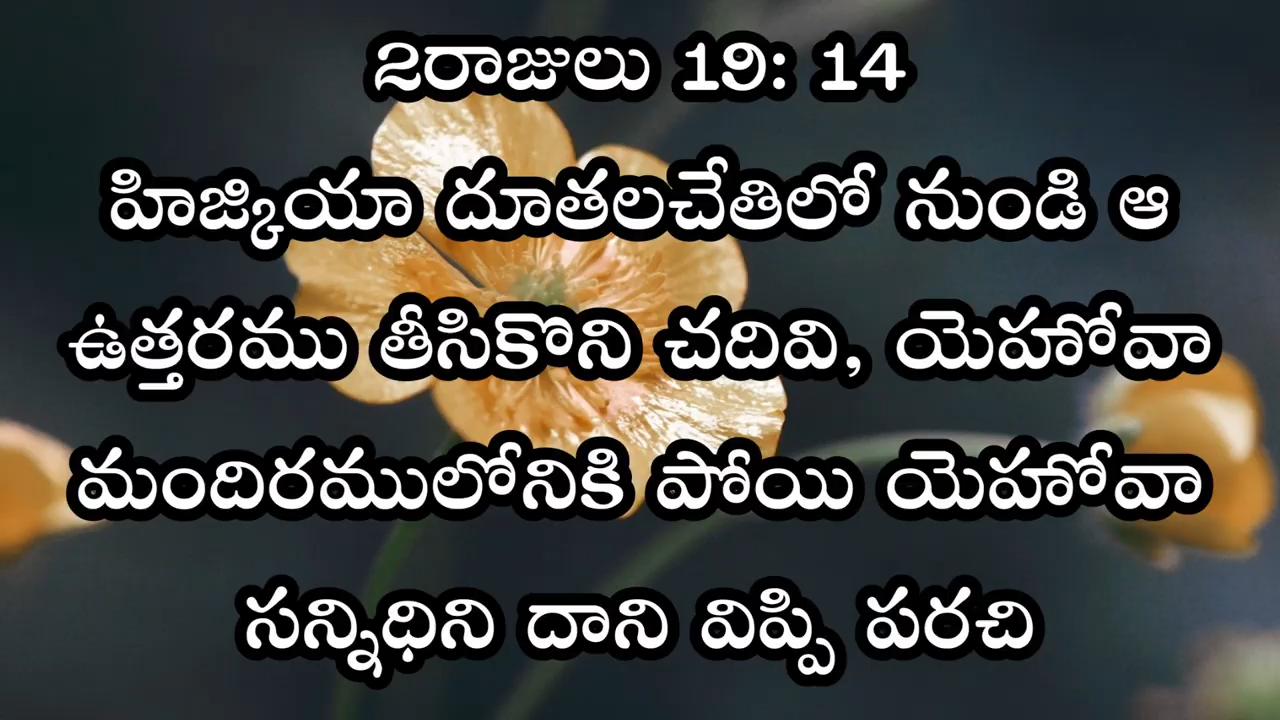 2రాజులు 19: 14
హిజ్కియా దూతలచేతిలో నుండి ఆ
ఉత్తరము తీసికొని చదివి, యెహోవా
మందిరములోనికి పోయి యెహోవా
సన్నిధిని దాని విప్పి పరచి